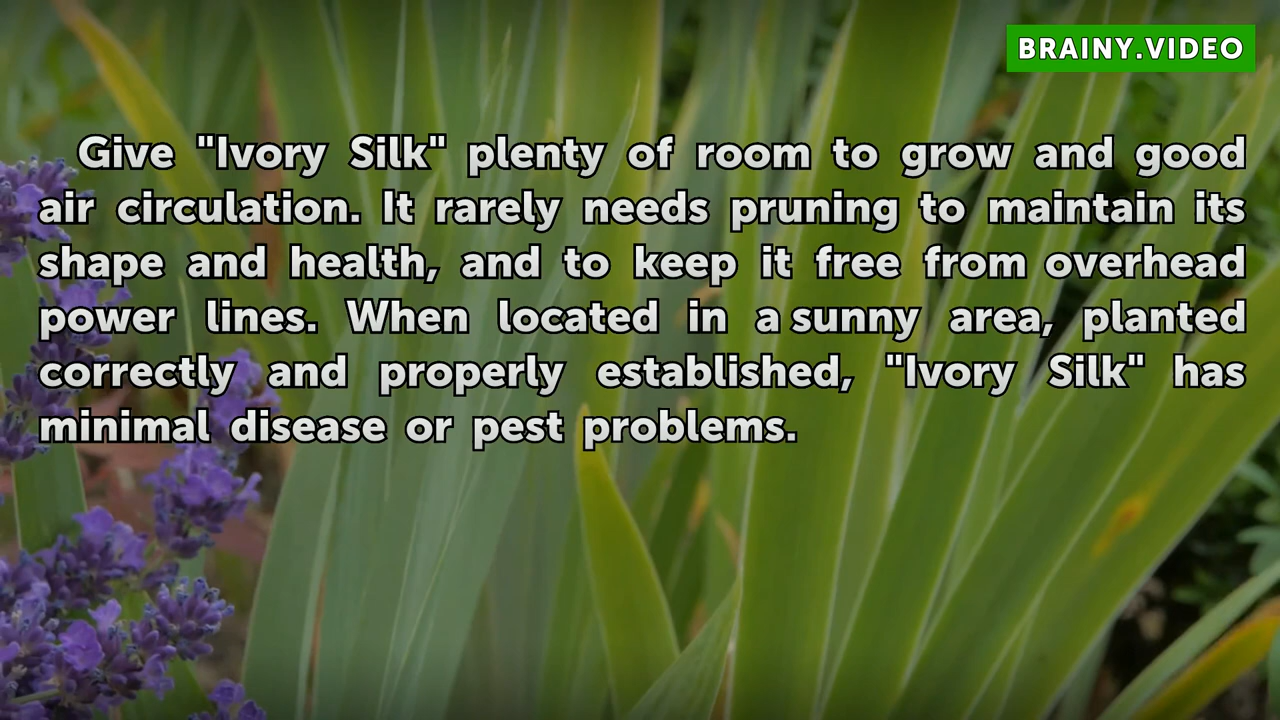 BRAINY.VIDEO
Give "Ivory Silk" plenty of room to grow and good
air circulation. It rarely needs pruning to maintain its
shape and health, and to keep it free from overhead
power lines. When located in a sunny area, planted
correctly and properly established, "Ivory Silk" has
minimal disease or pest problems.